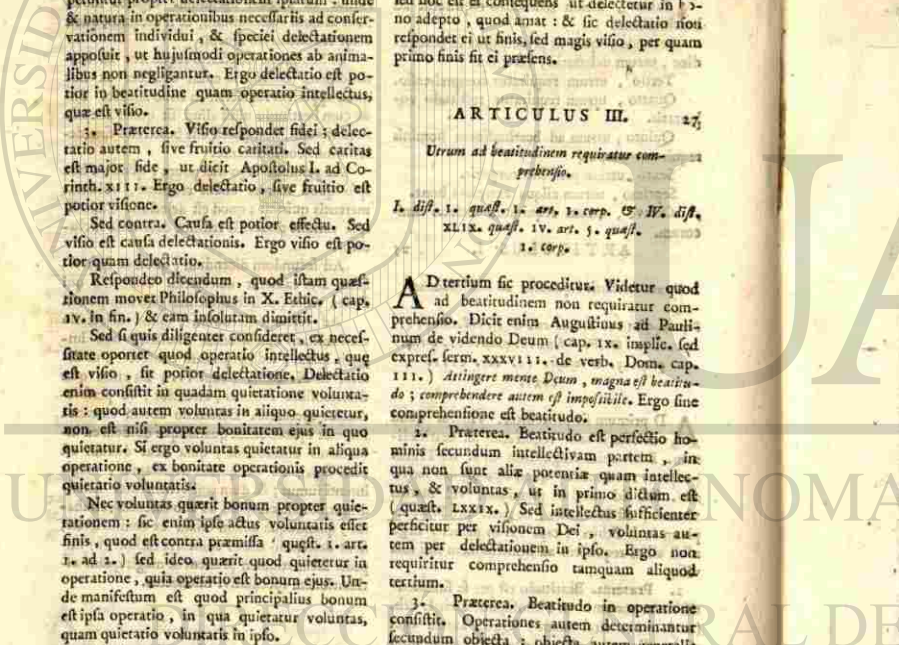 & natura in operationibus neceſſariis ad conſer-
vationem individui, & ſpeciei delectationem
appoſuit, ut hujuſmodi operationes ab anima-
libus non negligantur. Ergo delectatio eſt po-
tior in beatitudine quam operatio intellectus,
quæ eſt viſio.
3. Præterea. Viſio reſpondet fidei; delec-
tatio autem, ſive fruitio caritati. Sed caritas
eſt major fide, ut dicit Apoſtolus I. ad Co-
rinth. XIII. Ergo delectatio, ſive fruitio eſt
potior viſione.
Sed contra. Cauſa eſt potior effectu. Sed
viſio eſt cauſa delectationis. Ergo viſio eſt po-
tior quam delectatio.
Reſpondeo dicendum, quod iſtam quæſ-
tionem movet Philoſophus in X. Ethic. (cap.
IV. in fin.) & eam inſolutam dimittit.
Sed ſi quis diligenter conſideret, ex neceſ-
ſitate oportet quod operatio intellectus, quę
eſt viſio, ſit potior delectatione. Delectatio
enim conſiſtit in quadam quietatione volunta-
tis: quod autem voluntas in aliquo quietetur,
non eſt niſi propter bonitatem ejus in quo
quietatur. Si ergo voluntas quietatur in aliqua
operatione, ex bonitate operationis procedit
quietatio voluntatis.
Nec voluntas quærit bonum propter quie-
tationem: ſic enim ipſe actus voluntatis eſſet
finis, quod eſt contra præmiſſa (quęſt. 1. art.
1. ad 2.) ſed ideo quærit quod quietetur in
operatione, quia operatio eſt bonum ejus. Un-
de manifeſtum eſt quod principalius bonum
eſt ipſa operatio, in qua quietatur voluntas,
quam quietatio voluntatis in ipſo.
no adepto, quod amat: & ſic delectatio non
reſpondet ei ut finis, ſed magis viſio, per quam
primo finis fit ei præſens.
ARTICULUS III. 27
Utrum ad beatitudinem requiratur com-
prehenſio.
I. diſt. 1. quæſt. 1. art. 1. corp. & IV. diſt.
XLIX. quæſt. IV. art. 5. quæſt.
1. corp.
AD tertium ſic proceditur. Videtur quod
ad beatitudinem non requiratur com-
prehenſio. Dicit enim Auguſtinus ad Pauli-
num de videndo Deum (cap. IX. implic. ſed
expreſ. ſerm. XXXVIII. de verb. Dom. cap.
III.) Attingere mente Deum, magna eſt beatitu-
do; comprehendere autem eſt impoſſibile. Ergo ſine
comprehenſione eſt beatitudo.
2. Præterea. Beatitudo eſt perfectio ho-
minis ſecundum intellectivam partem, in
qua non ſunt aliæ potentiæ quam intellec-
tus, & voluntas, ut in primo dictum eſt
(quæſt. LXXIX.) Sed intellectus ſufficienter
perficitur per viſionem Dei, voluntas au-
tem per delectationem in ipſo. Ergo non
requiritur comprehenſio tamquam aliquod
tertium.
3. Præterea. Beatitudo in operatione
conſiſtit. Operationes autem determinantur